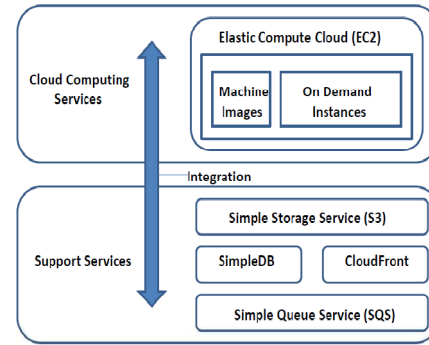 Elastic Compute Cloud (EC2)
Cloud Computing
Services
Machine
Images
On Demand
Instances
Integration
Simple Storage Service (S3)
Support Services
SimpleDB
CloudFront
Simple Queue Service (SQS)